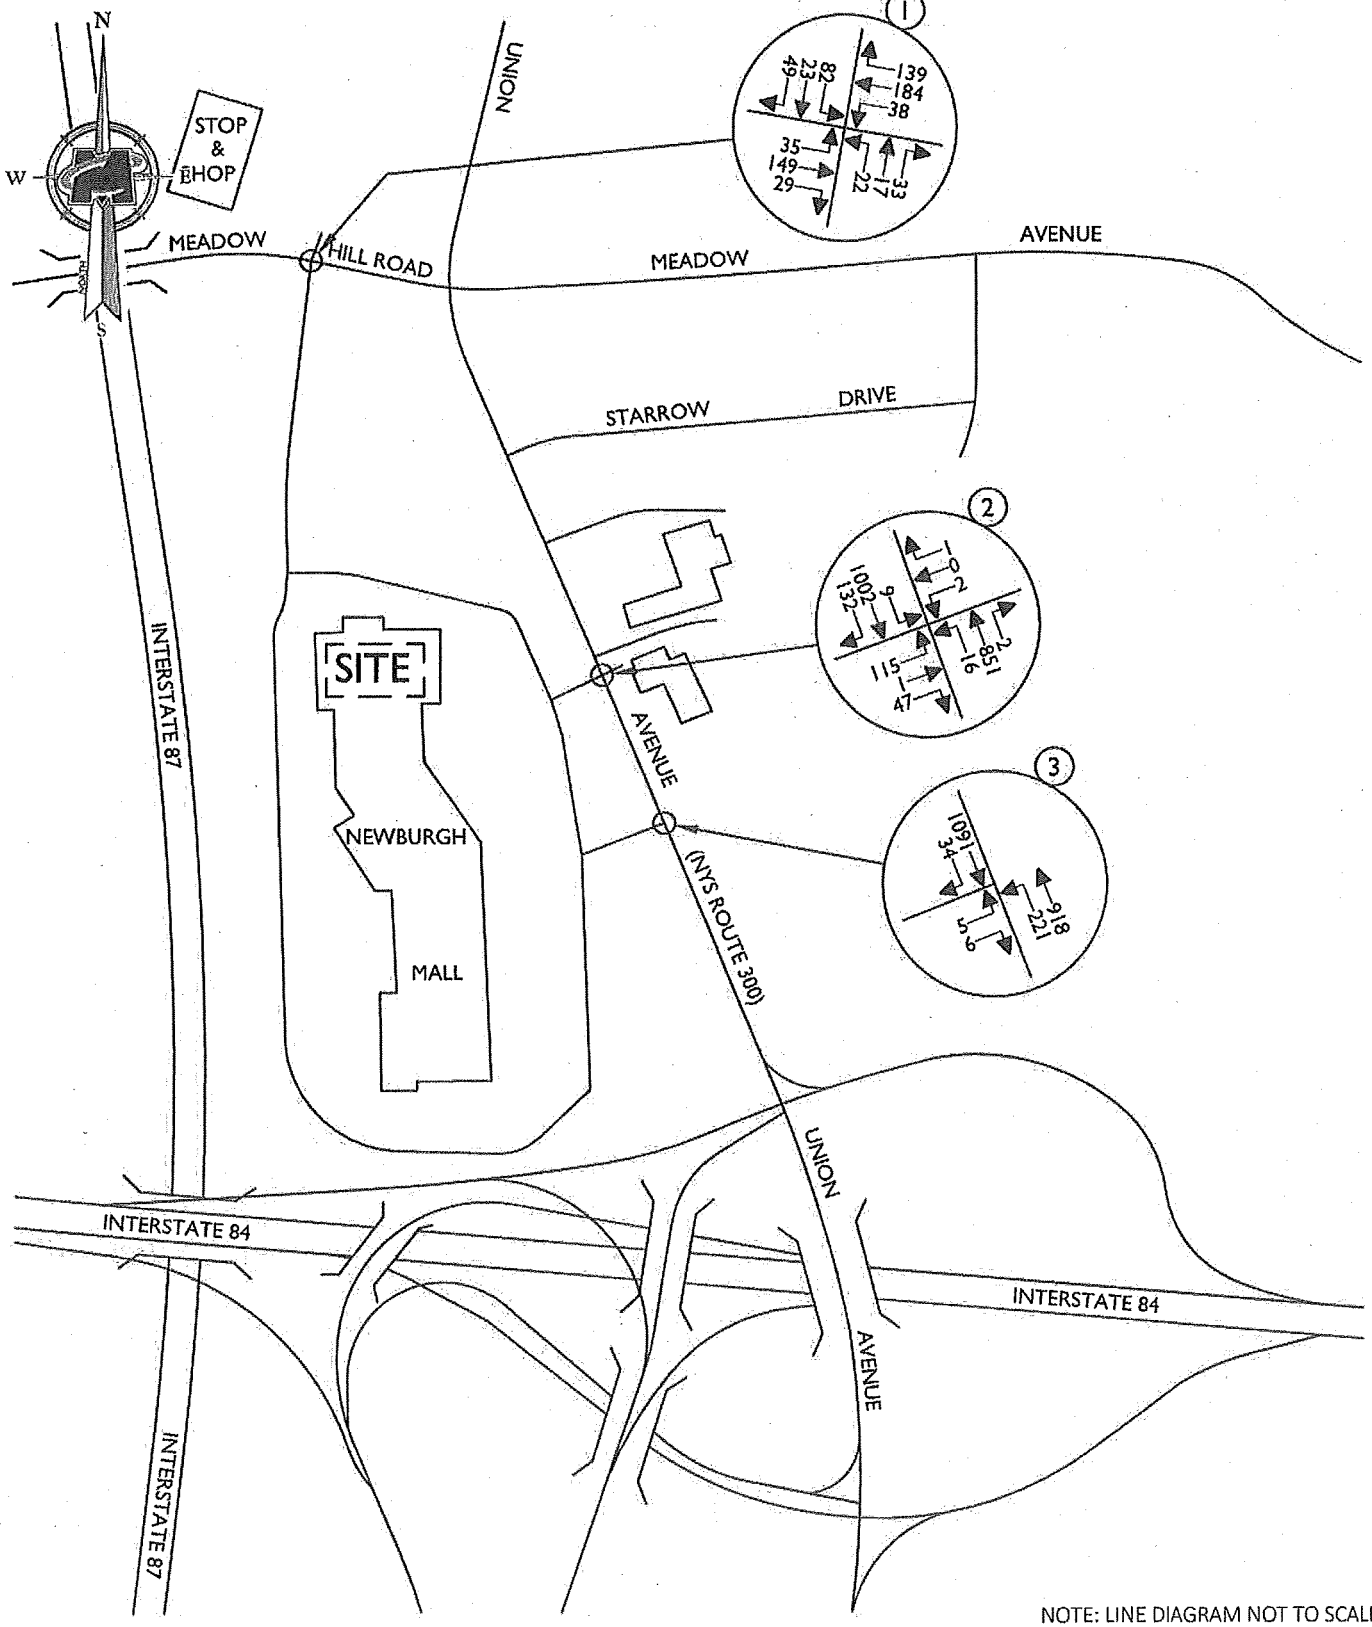 N
W
E
S
STOP
&
SHOP
UNION
1
139
184
38
82
23
49
35
149
29
22
17
33
MEADOW
HILL ROAD
MEADOW
AVENUE
STARROW
DRIVE
2
1
0
2
9
1002
132
115
1
47
16
851
2
INTERSTATE 87
SITE
NEWBURGH
MALL
AVENUE
(NYS ROUTE 300)
3
1091
34
5
6
221
918
UNION
INTERSTATE 84
INTERSTATE 84
AVENUE
INTERSTATE 87
NOTE: LINE DIAGRAM NOT TO SCAL